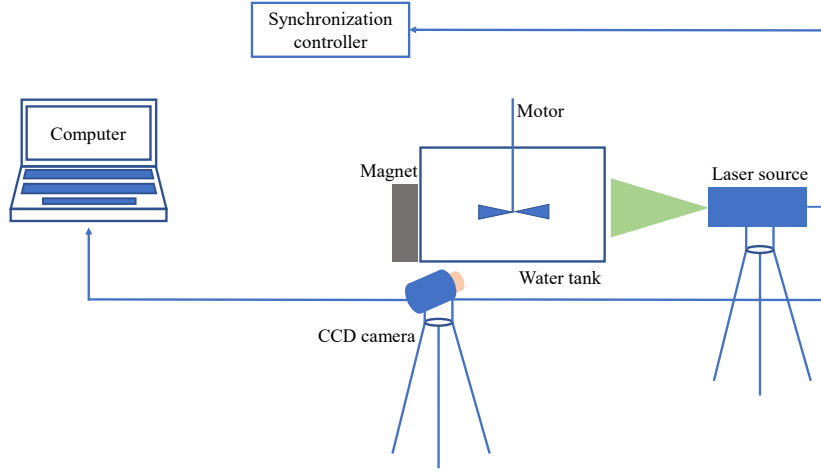 Synchronization
controller
Computer
Motor
Magnet
Laser source
Water tank
CCD camera